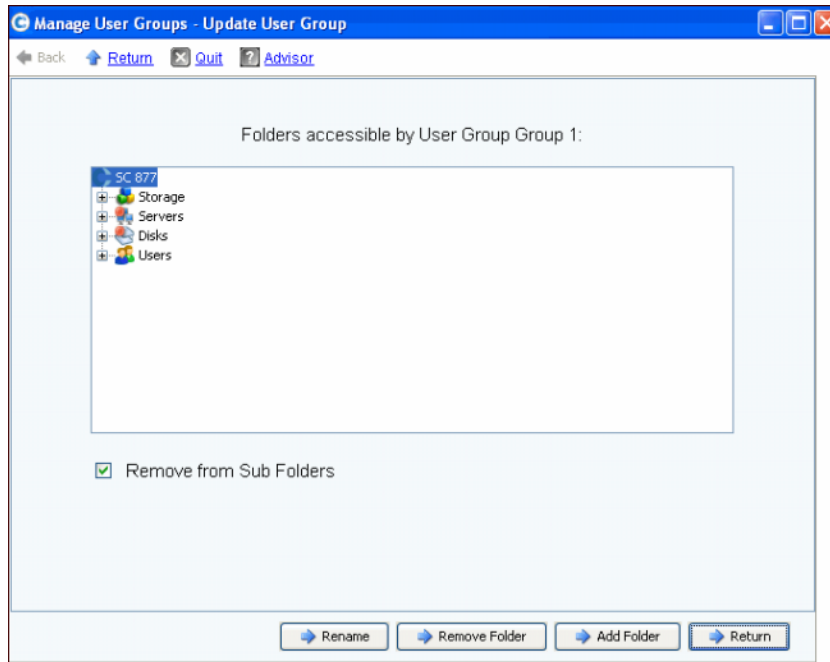 Manage User Groups - Update User Group
Back Return Quit Advisor
Folders accessible by User Group Group 1:
SC 877
Storage
Servers
Disks
Users
Remove from Sub Folders
Rename Remove Folder Add Folder Return